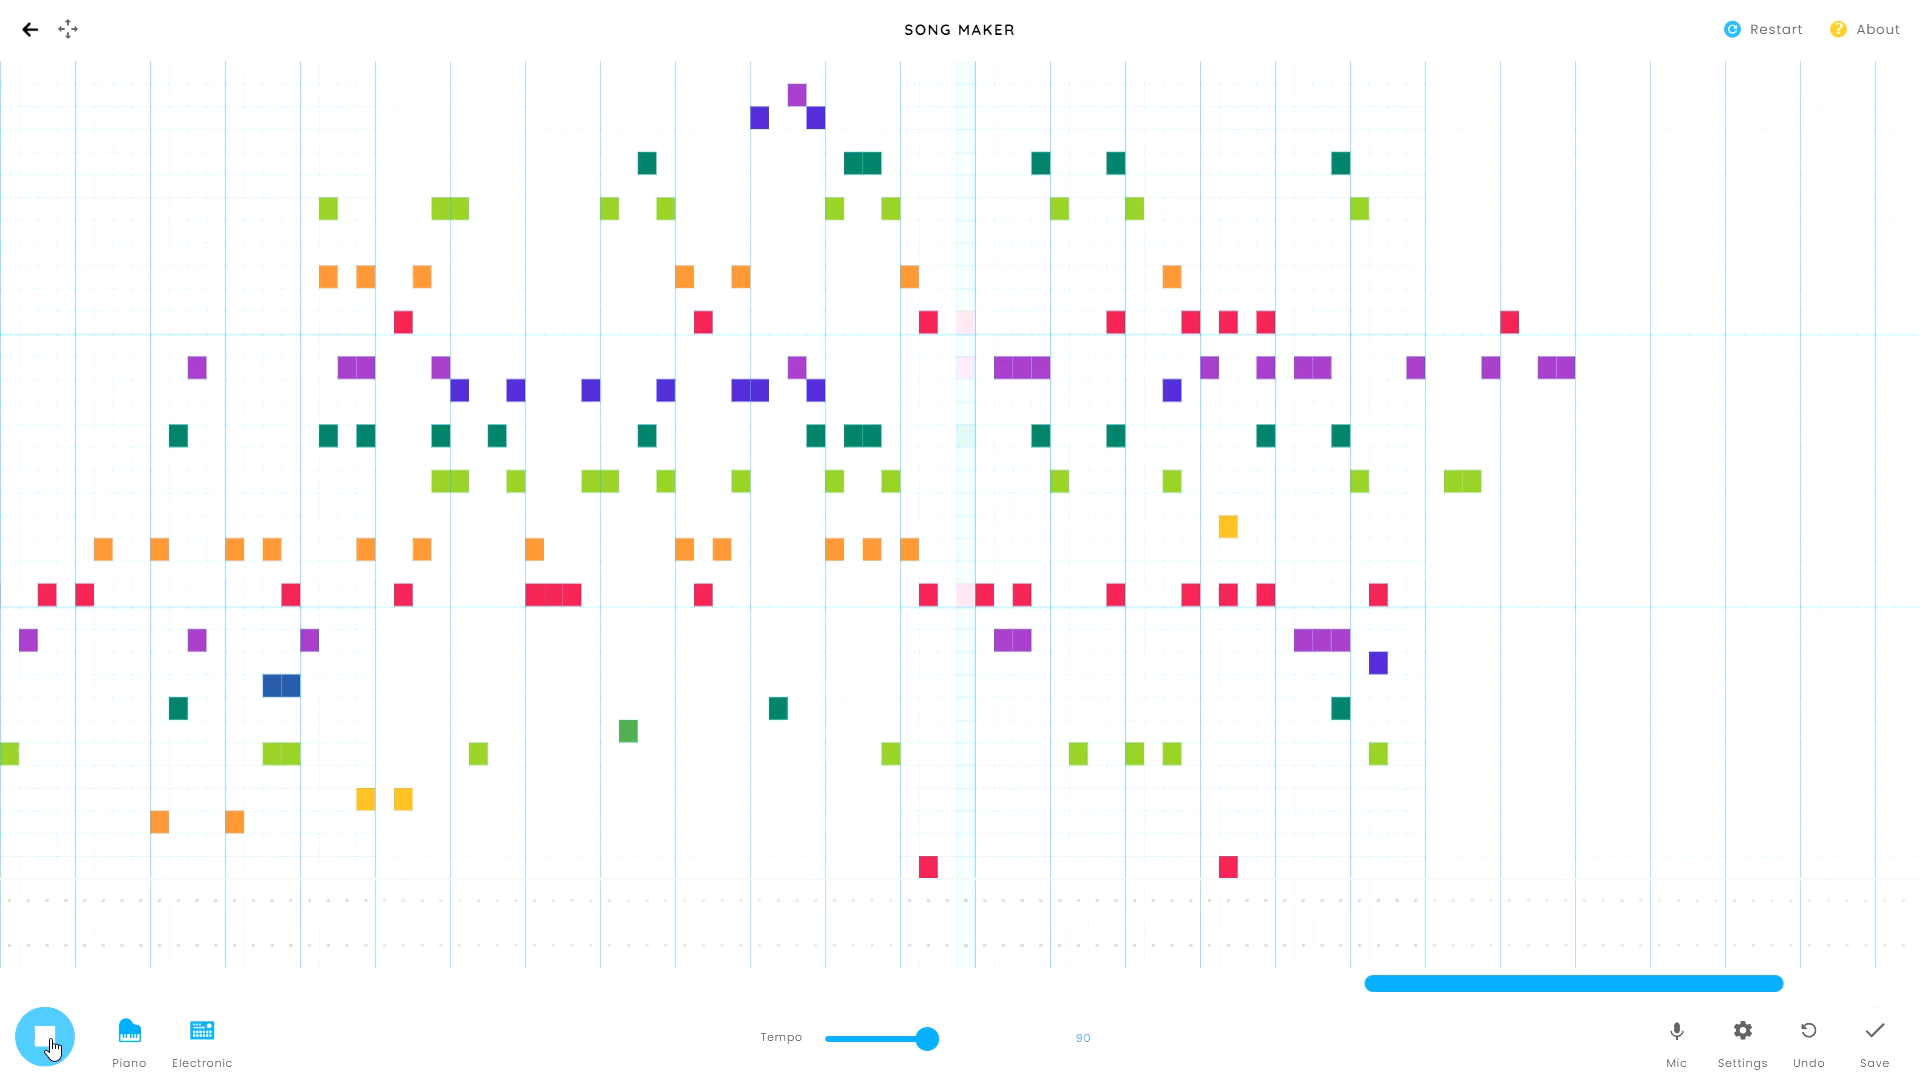 SONG MAKER
Restart
About
Tempo
90
Piano
Electronic
Mic
Settings
Undo
Save